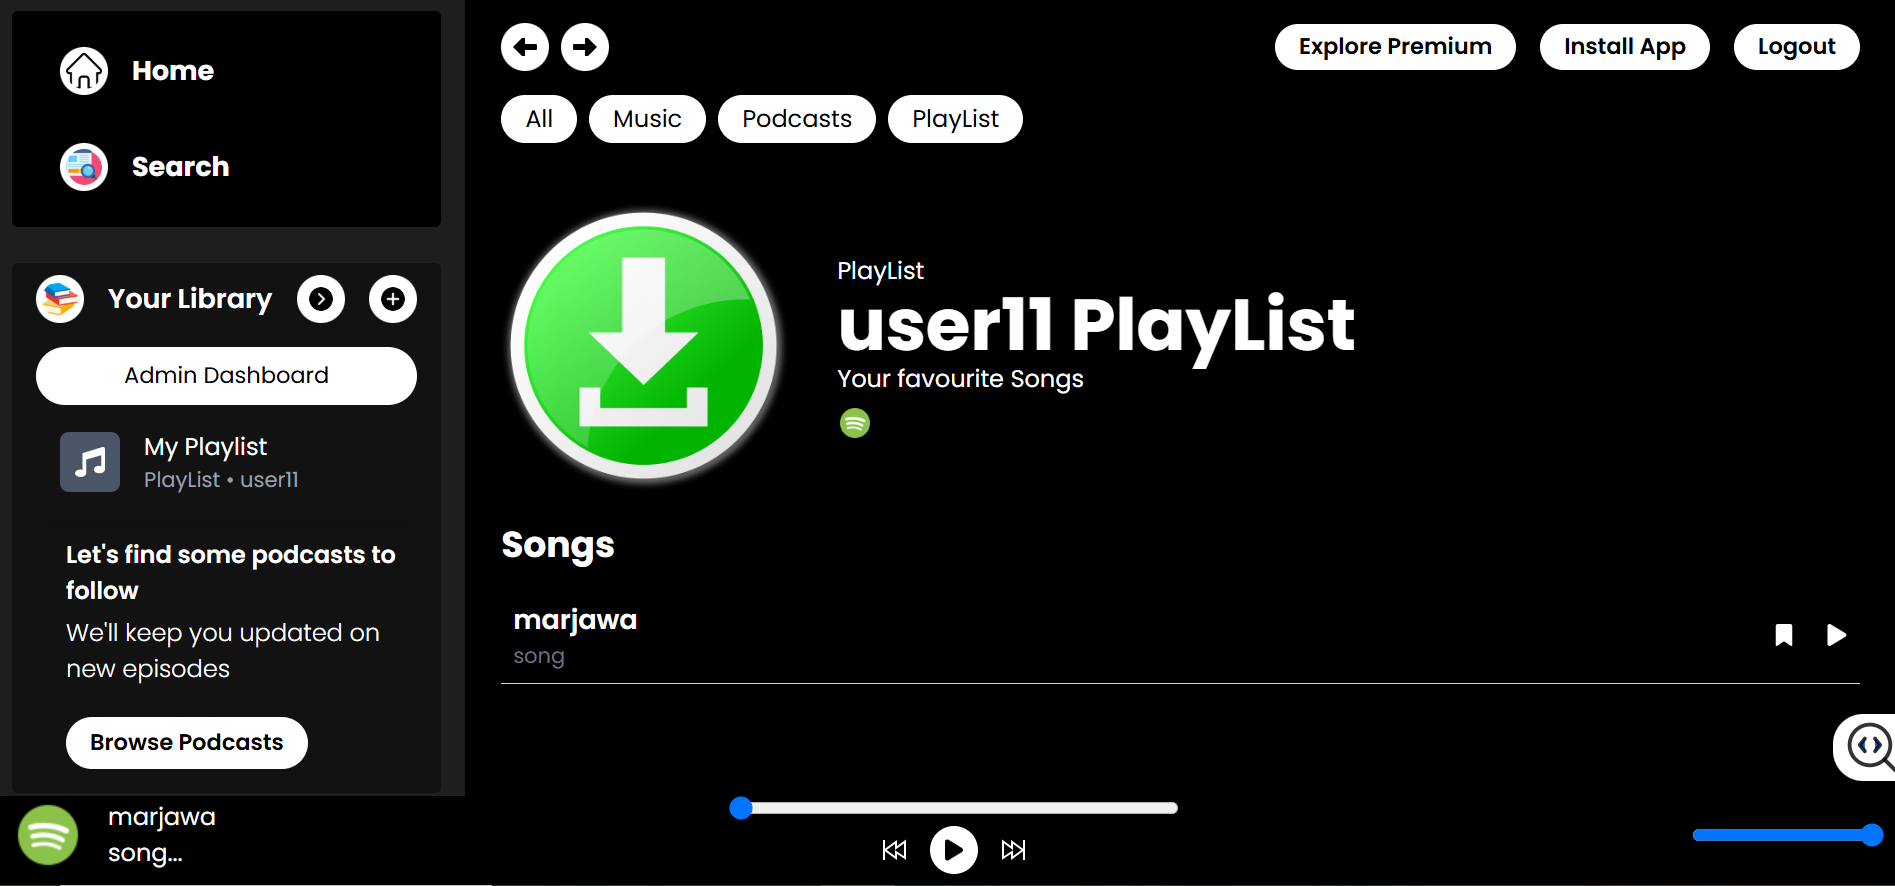 Home
Search
Your Library
Admin Dashboard
My Playlist
PlayList • user11
Let's find some podcasts to
follow
We'll keep you updated on
new episodes
Browse Podcasts
Explore Premium
Install App
Logout
All
Music
Podcasts
PlayList
PlayList
user11 PlayList
Your favourite Songs
Songs
marjawa
song
marjawa
song...